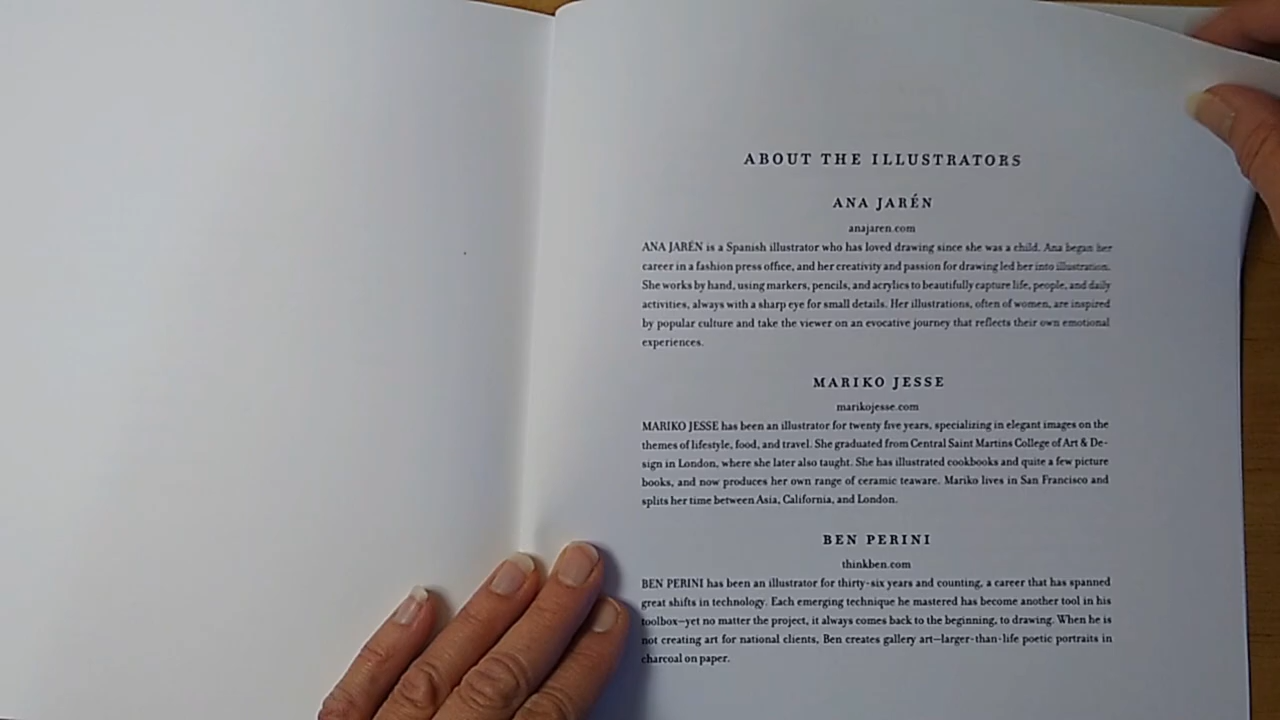 ABOUT THE ILLUSTRATORS
ANA JARÉN
anajaren.com
ANA JARÉN is a Spanish illustrator who has loved drawing since she was a child. Ana began her
career in a fashion press office, and her creativity and passion for drawing led her into illustration.
She works by hand, using markers, pencils, and acrylics to beautifully capture life, people, and daily
activities, always with a sharp eye for small details. Her illustrations, often of women, are inspired
by popular culture and take the viewer on an evocative journey that reflects their own emotional
experiences.
MARIKO JESSE
marikojesse.com
MARIKO JESSE has been an illustrator for twenty five years, specializing in elegant images on the
themes of lifestyle, food, and travel. She graduated from Central Saint Martins College of Art & De-
sign in London, where she later also taught. She has illustrated cookbooks and quite a few picture
books, and now produces her own range of ceramic teaware. Mariko lives in San Francisco and
splits her time between Asia, California, and London.
BEN PERINI
thinkben.com
BEN PERINI has been an illustrator for thirty-six years and counting, a career that has spanned
great shifts in technology. Each emerging technique he mastered has become another tool in his
toolbox—yet no matter the project, it always comes back to the beginning, to drawing. When he is
not creating art for national clients, Ben creates gallery art—larger-than-life poetic portraits in
charcoal on paper.